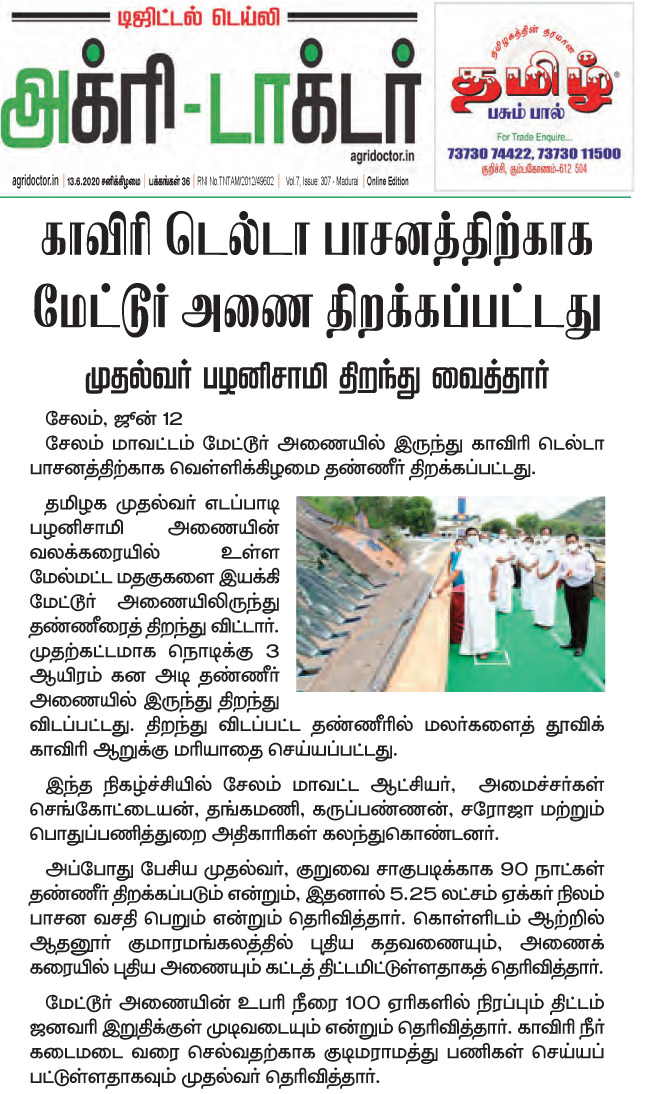 டிஜிட்டல் டெய்லி
அக்ரி-டாக்டர்
agridoctor.in
தமிழகத்தின் தரமான
தமிழ்®
பசும் பால்
For Trade Enquire...
73730 74422, 73730 11500
குறிச்சி, கும்பகோணம்-612 504
agridoctor.in | 13.6.2020 சனிக்கிழமை | பக்கங்கள் 36 | RNI No.TNTAM/2012/49602 | Vol.7, Issue: 307 - Madurai | Online Edition
காவிரி டெல்டா பாசனத்திற்காக
மேட்டூர் அணை திறக்கப்பட்டது
முதல்வர் பழனிசாமி திறந்து வைத்தார்
சேலம், ஜூன் 12
சேலம் மாவட்டம் மேட்டூர் அணையில் இருந்து காவிரி டெல்டா
பாசனத்திற்காக வெள்ளிக்கிழமை தண்ணீர் திறக்கப்பட்டது.
தமிழக முதல்வர் எடப்பாடி
பழனிசாமி அணையின்
வலக்கரையில் உள்ள
மேல்மட்ட மதகுகளை இயக்கி
மேட்டூர் அணையிலிருந்து
தண்ணீரைத் திறந்து விட்டார்.
முதற்கட்டமாக நொடிக்கு 3
ஆயிரம் கன அடி தண்ணீர்
அணையில் இருந்து திறந்து
விடப்பட்டது. திறந்து விடப்பட்ட தண்ணீரில் மலர்களைத் தூவிக்
காவிரி ஆறுக்கு மரியாதை செய்யப்பட்டது.
இந்த நிகழ்ச்சியில் சேலம் மாவட்ட ஆட்சியர், அமைச்சர்கள்
செங்கோட்டையன், தங்கமணி, கருப்பண்ணன், சரோஜா மற்றும்
பொதுப்பணித்துறை அதிகாரிகள் கலந்துகொண்டனர்.
அப்போது பேசிய முதல்வர், குறுவை சாகுபடிக்காக 90 நாட்கள்
தண்ணீர் திறக்கப்படும் என்றும், இதனால் 5.25 லட்சம் ஏக்கர் நிலம்
பாசன வசதி பெறும் என்றும் தெரிவித்தார். கொள்ளிடம் ஆற்றில்
ஆதனூர் குமாரமங்கலத்தில் புதிய கதவணையும், அணைக்
கரையில் புதிய அணையும் கட்டத் திட்டமிட்டுள்ளதாகத் தெரிவித்தார்.
மேட்டூர் அணையின் உபரி நீரை 100 ஏரிகளில் நிரப்பும் திட்டம்
ஜனவரி இறுதிக்குள் முடிவடையும் என்றும் தெரிவித்தார். காவிரி நீர்
கடைமடை வரை செல்வதற்காக குடிமராமத்து பணிகள் செய்யப்
பட்டுள்ளதாகவும் முதல்வர் தெரிவித்தார்.